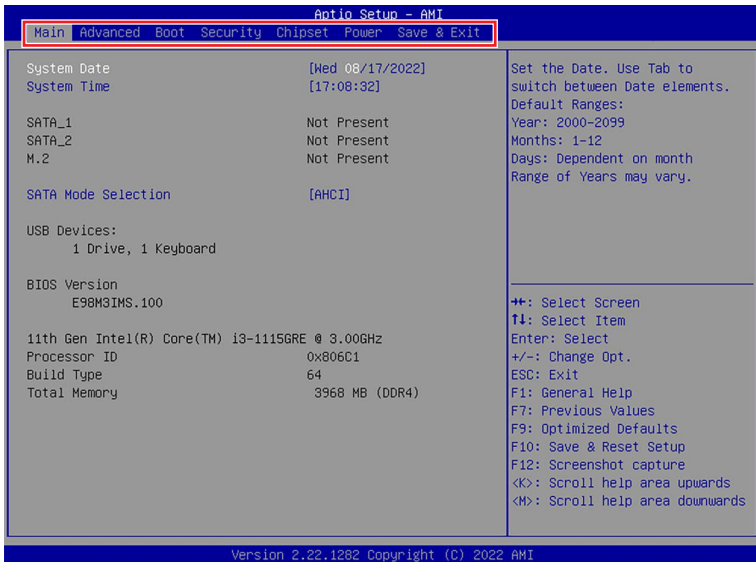 Aptio Setup - AMI
Main Advanced Boot Security Chipset Power Save & Exit
System Date [Wed 08/17/2022]
System Time [17:08:32]
SATA_1 Not Present
SATA_2 Not Present
M.2 Not Present
SATA Mode Selection [AHCI]
USB Devices:
1 Drive, 1 Keyboard
BIOS Version
E98M3IMS.100
11th Gen Intel(R) Core(TM) i3-1115GRE @ 3.00GHz
Processor ID 0x806C1
Build Type 64
Total Memory 3968 MB (DDR4)
Set the Date. Use Tab to
switch between Date elements.
Default Ranges:
Year: 2000-2099
Months: 1-12
Days: Dependent on month
Range of Years may vary.
→←: Select Screen
↑↓: Select Item
Enter: Select
+/-: Change Opt.
ESC: Exit
F1: General Help
F7: Previous Values
F9: Optimized Defaults
F10: Save & Reset Setup
F12: Screenshot capture
<K>: Scroll help area upwards
<M>: Scroll help area downwards
Version 2.22.1282 Copyright (C) 2022 AMI